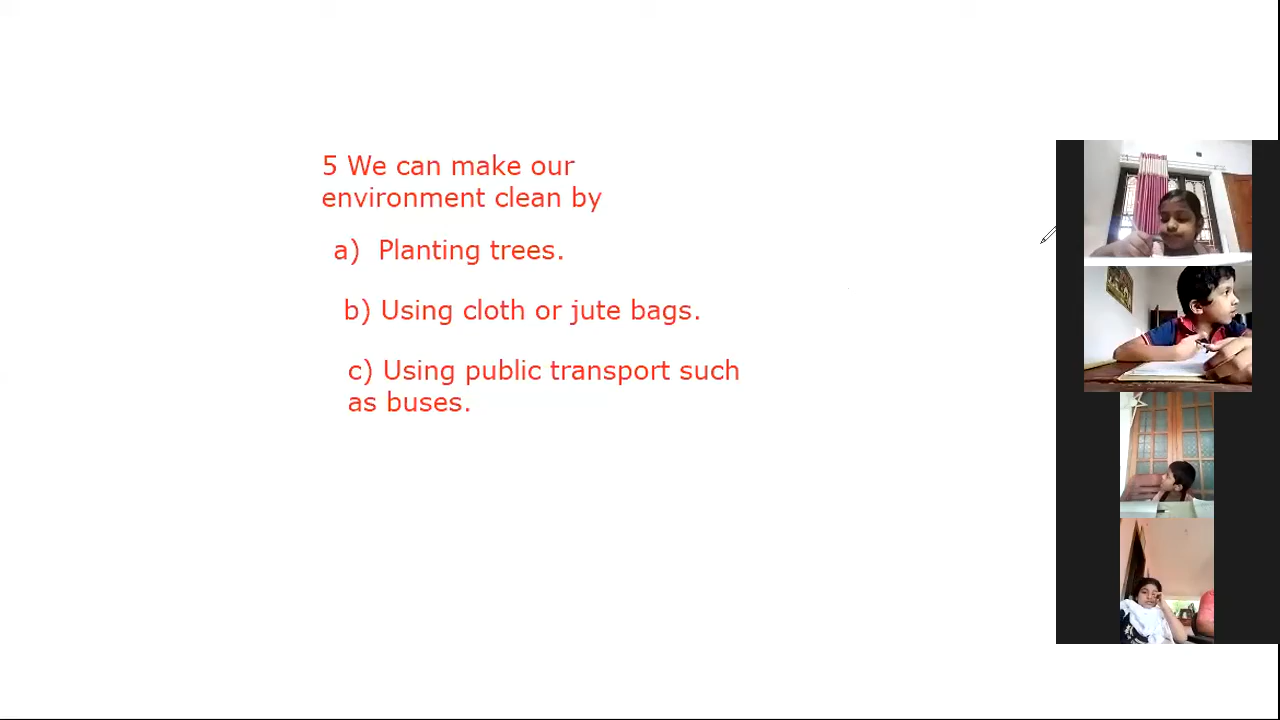 5 We can make our
environment clean by
a) Planting trees.
b) Using cloth or jute bags.
c) Using public transport such
as buses.